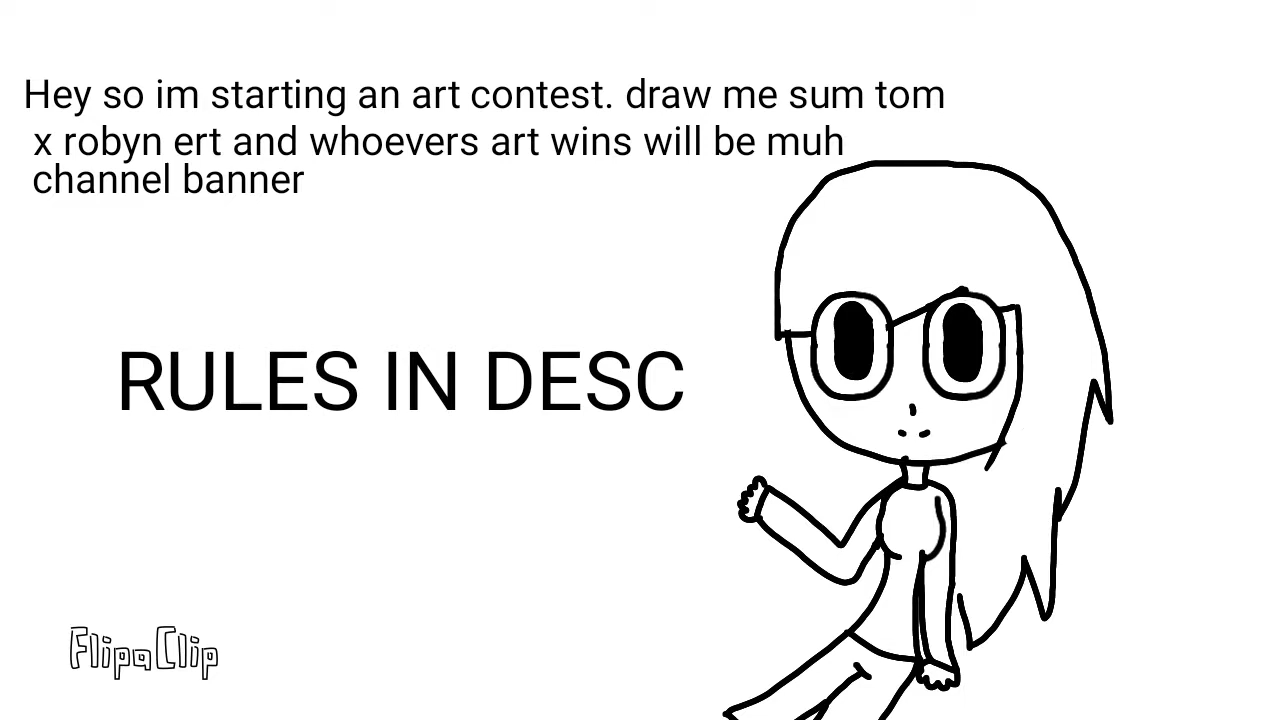 Hey so im starting an art contest. draw me sum tom
x robyn ert and whoevers art wins will be muh
channel banner
RULES IN DESC
FlipaClip